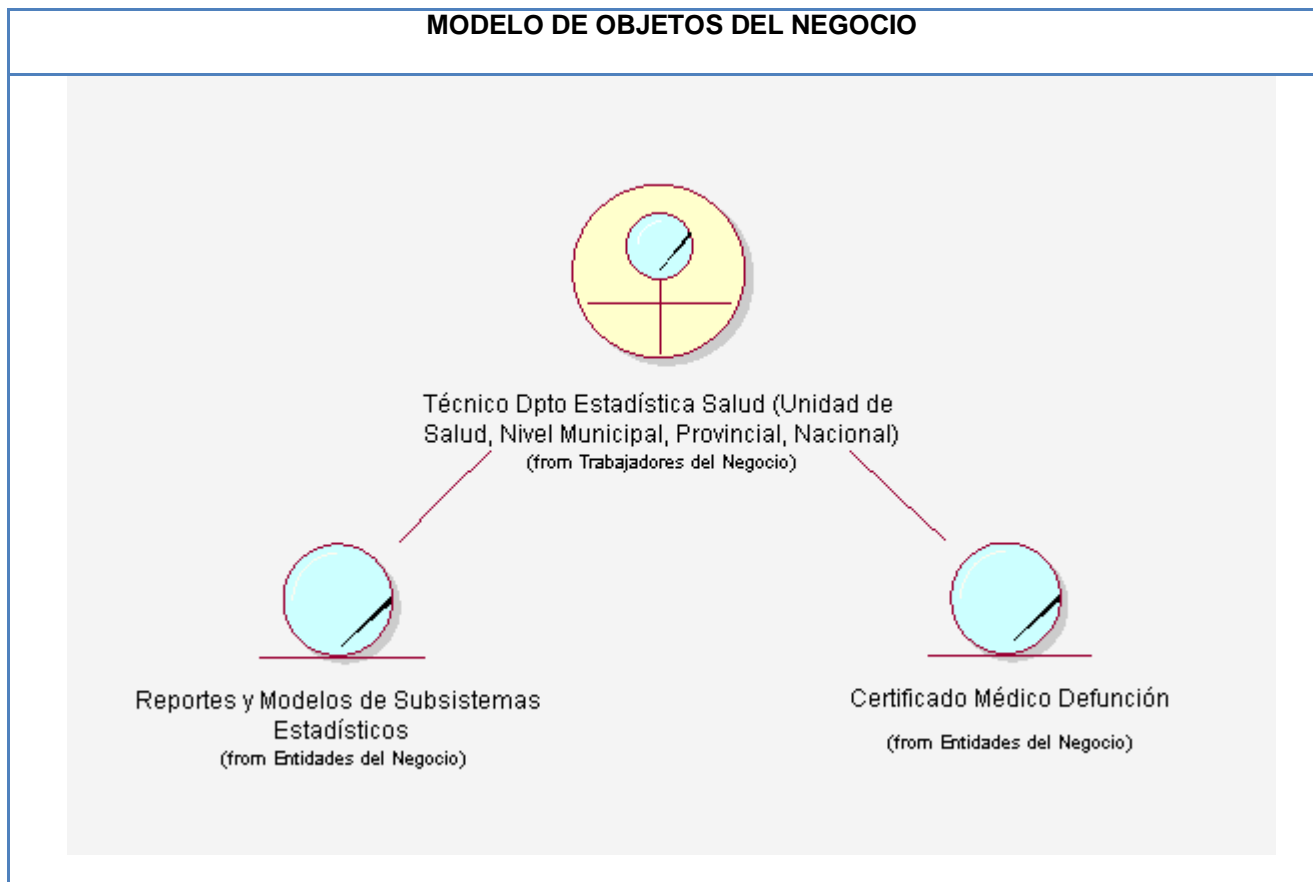 MODELO DE OBJETOS DEL NEGOCIO
Técnico Dpto Estadística Salud (Unidad de
Salud, Nivel Municipal, Provincial, Nacional)
(from Trabajadores del Negocio)
Reportes y Modelos de Subsistemas
Estadísticos
(from Entidades del Negocio)
Certificado Médico Defunción
(from Entidades del Negocio)